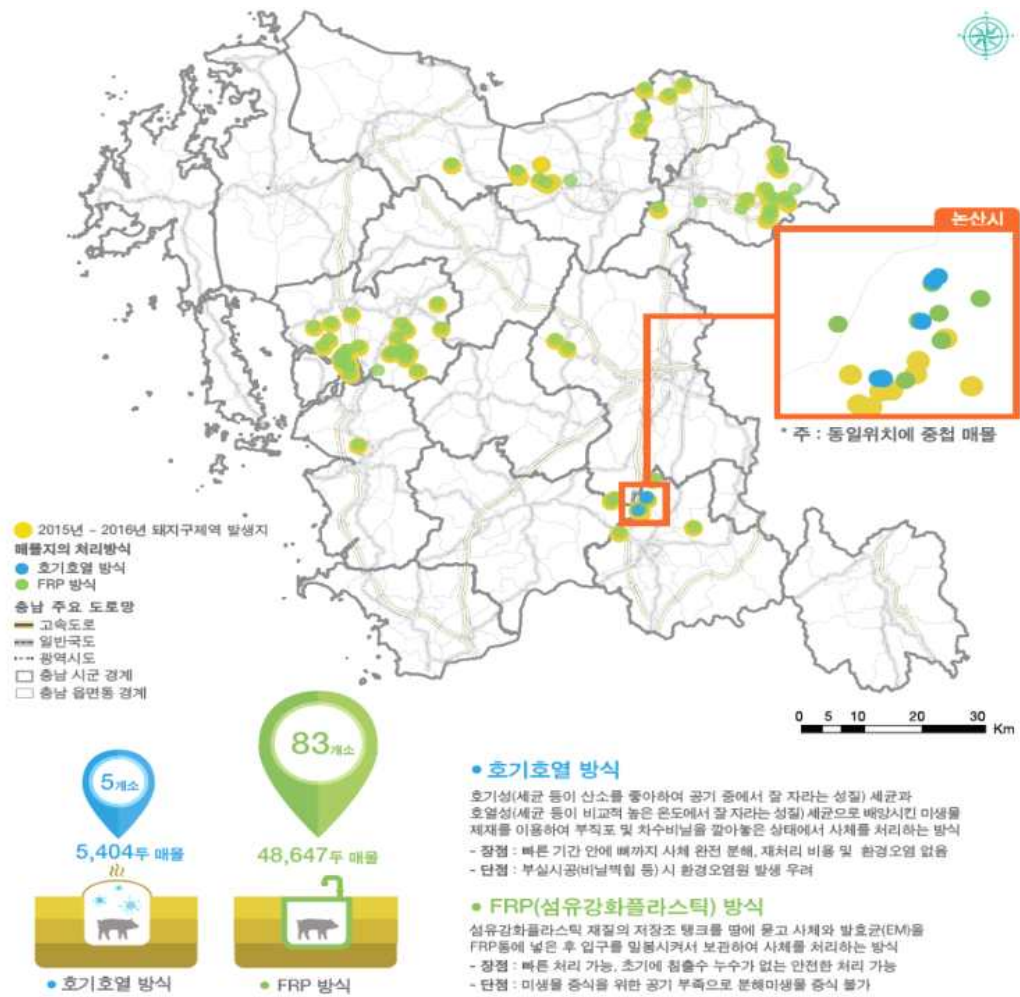 논산시
* 주 : 동일위치에 중첩 매몰
2015년 - 2016년 돼지구제역 발생지
매몰지의 처리방식
호기호열 방식
FRP 방식
충남 주요 도로망
고속도로
일반국도
광역시도
충남 시군 경계
충남 읍면동 경계
0 5 10 20 30 Km
5개소
5,404두 매몰
• 호기호열 방식
83개소
48,647두 매몰
• FRP 방식
• 호기호열 방식
호기성(세균 등이 산소를 좋아하여 공기 중에서 잘 자라는 성질) 세균과
호열성(세균 등이 비교적 높은 온도에서 잘 자라는 성질) 세균으로 배양시킨 미생물
제재를 이용하여 부직포 및 차수비닐을 깔아놓은 상태에서 사체를 처리하는 방식
- 장점 : 빠른 기간 안에 뼈까지 사체 완전 분해, 재처리 비용 및 환경오염 없음
- 단점 : 부실시공(비닐찍힘 등) 시 환경오염원 발생 우려
• FRP(섬유강화플라스틱) 방식
섬유강화플라스틱 재질의 저장조 탱크를 땅에 묻고 사체와 발효균(EM)을
FRP통에 넣은 후 입구를 밀봉시켜서 보관하여 사체를 처리하는 방식
- 장점 : 빠른 처리 가능, 초기에 침출수 누수가 없는 안전한 처리 가능
- 단점 : 미생물 증식을 위한 공기 부족으로 분해미생물 증식 불가